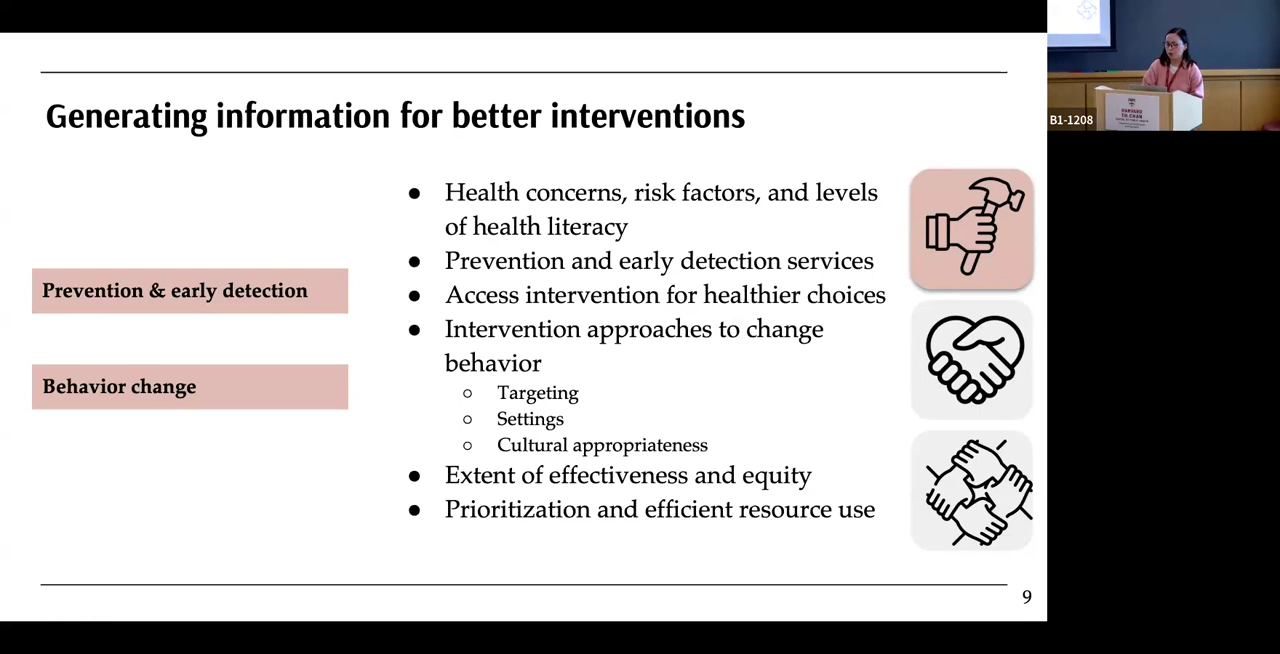 Generating information for better interventions
Prevention & early detection
Behavior change
● Health concerns, risk factors, and levels
of health literacy
● Prevention and early detection services
● Access intervention for healthier choices
● Intervention approaches to change
behavior
○ Targeting
○ Settings
○ Cultural appropriateness
● Extent of effectiveness and equity
● Prioritization and efficient resource use
9
B1-1208
HARVARD
T.H. CHAN